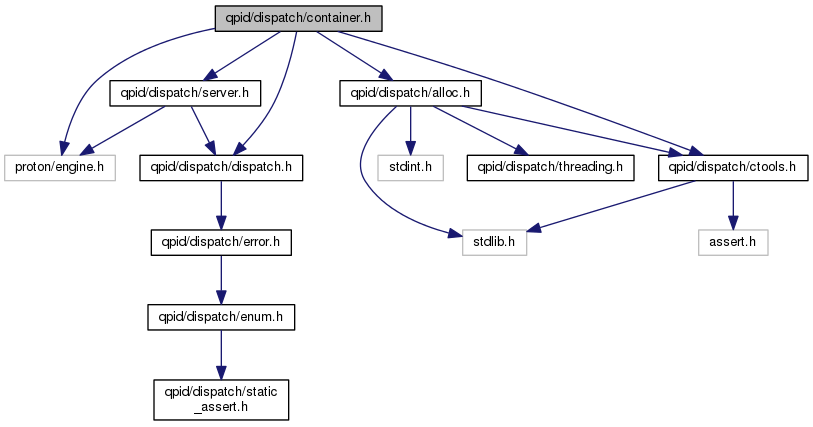 qpid/dispatch/container.h
qpid/dispatch/server.h
qpid/dispatch/alloc.h
proton/engine.h
qpid/dispatch/dispatch.h
stdint.h
qpid/dispatch/threading.h
qpid/dispatch/ctools.h
qpid/dispatch/error.h
stdlib.h
assert.h
qpid/dispatch/enum.h
qpid/dispatch/static
_assert.h